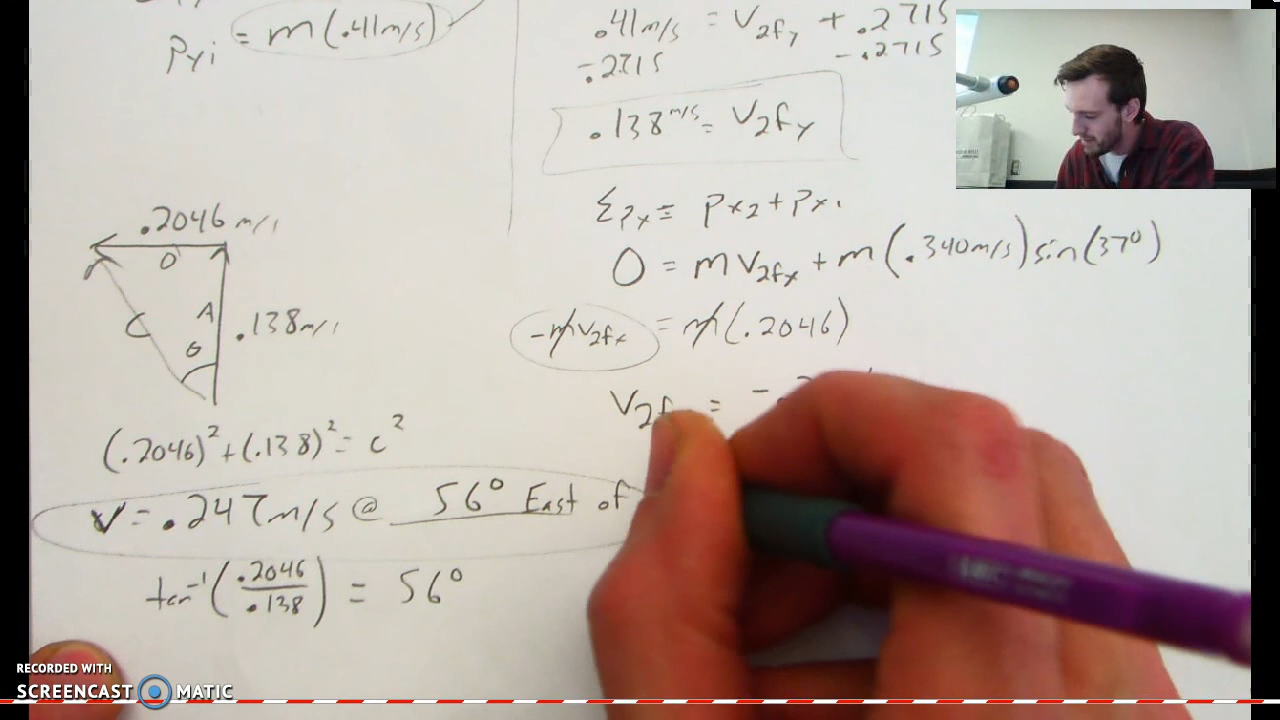 Pyi = m(.41m/s)
.41m/s = V2fy + .2715
-.2715 -.2715
.138 m/s = V2fy
Σpx = px2 + px1
0 = mV2fx + m(.340m/s)sin(37°)
-mV2fx = m(.2046)
V2f = -.2
.2046 m/s
O
A
C
θ
.138m/s
(.2046)² + (.138)² = c²
V = .247m/s @ 56° East of
tan⁻¹(.2046/.138) = 56°
RECORDED WITH
SCREENCAST MATIC